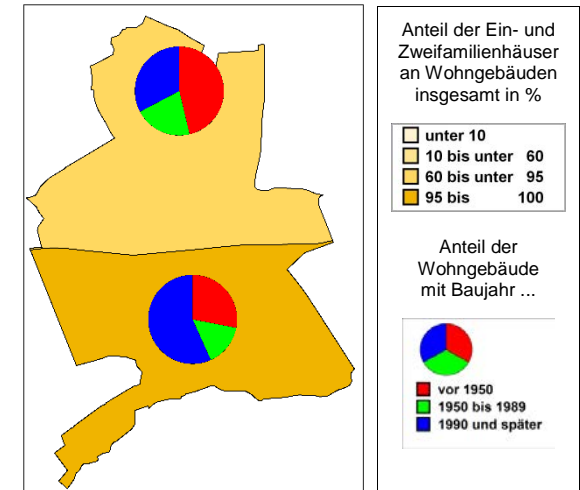 Anteil der Ein- und
Zweifamilienhäuser
an Wohngebäuden
insgesamt in %
unter 10
10 bis unter 60
60 bis unter 95
95 bis 100
Anteil der
Wohngebäude
mit Baujahr ...
vor 1950
1950 bis 1989
1990 und später